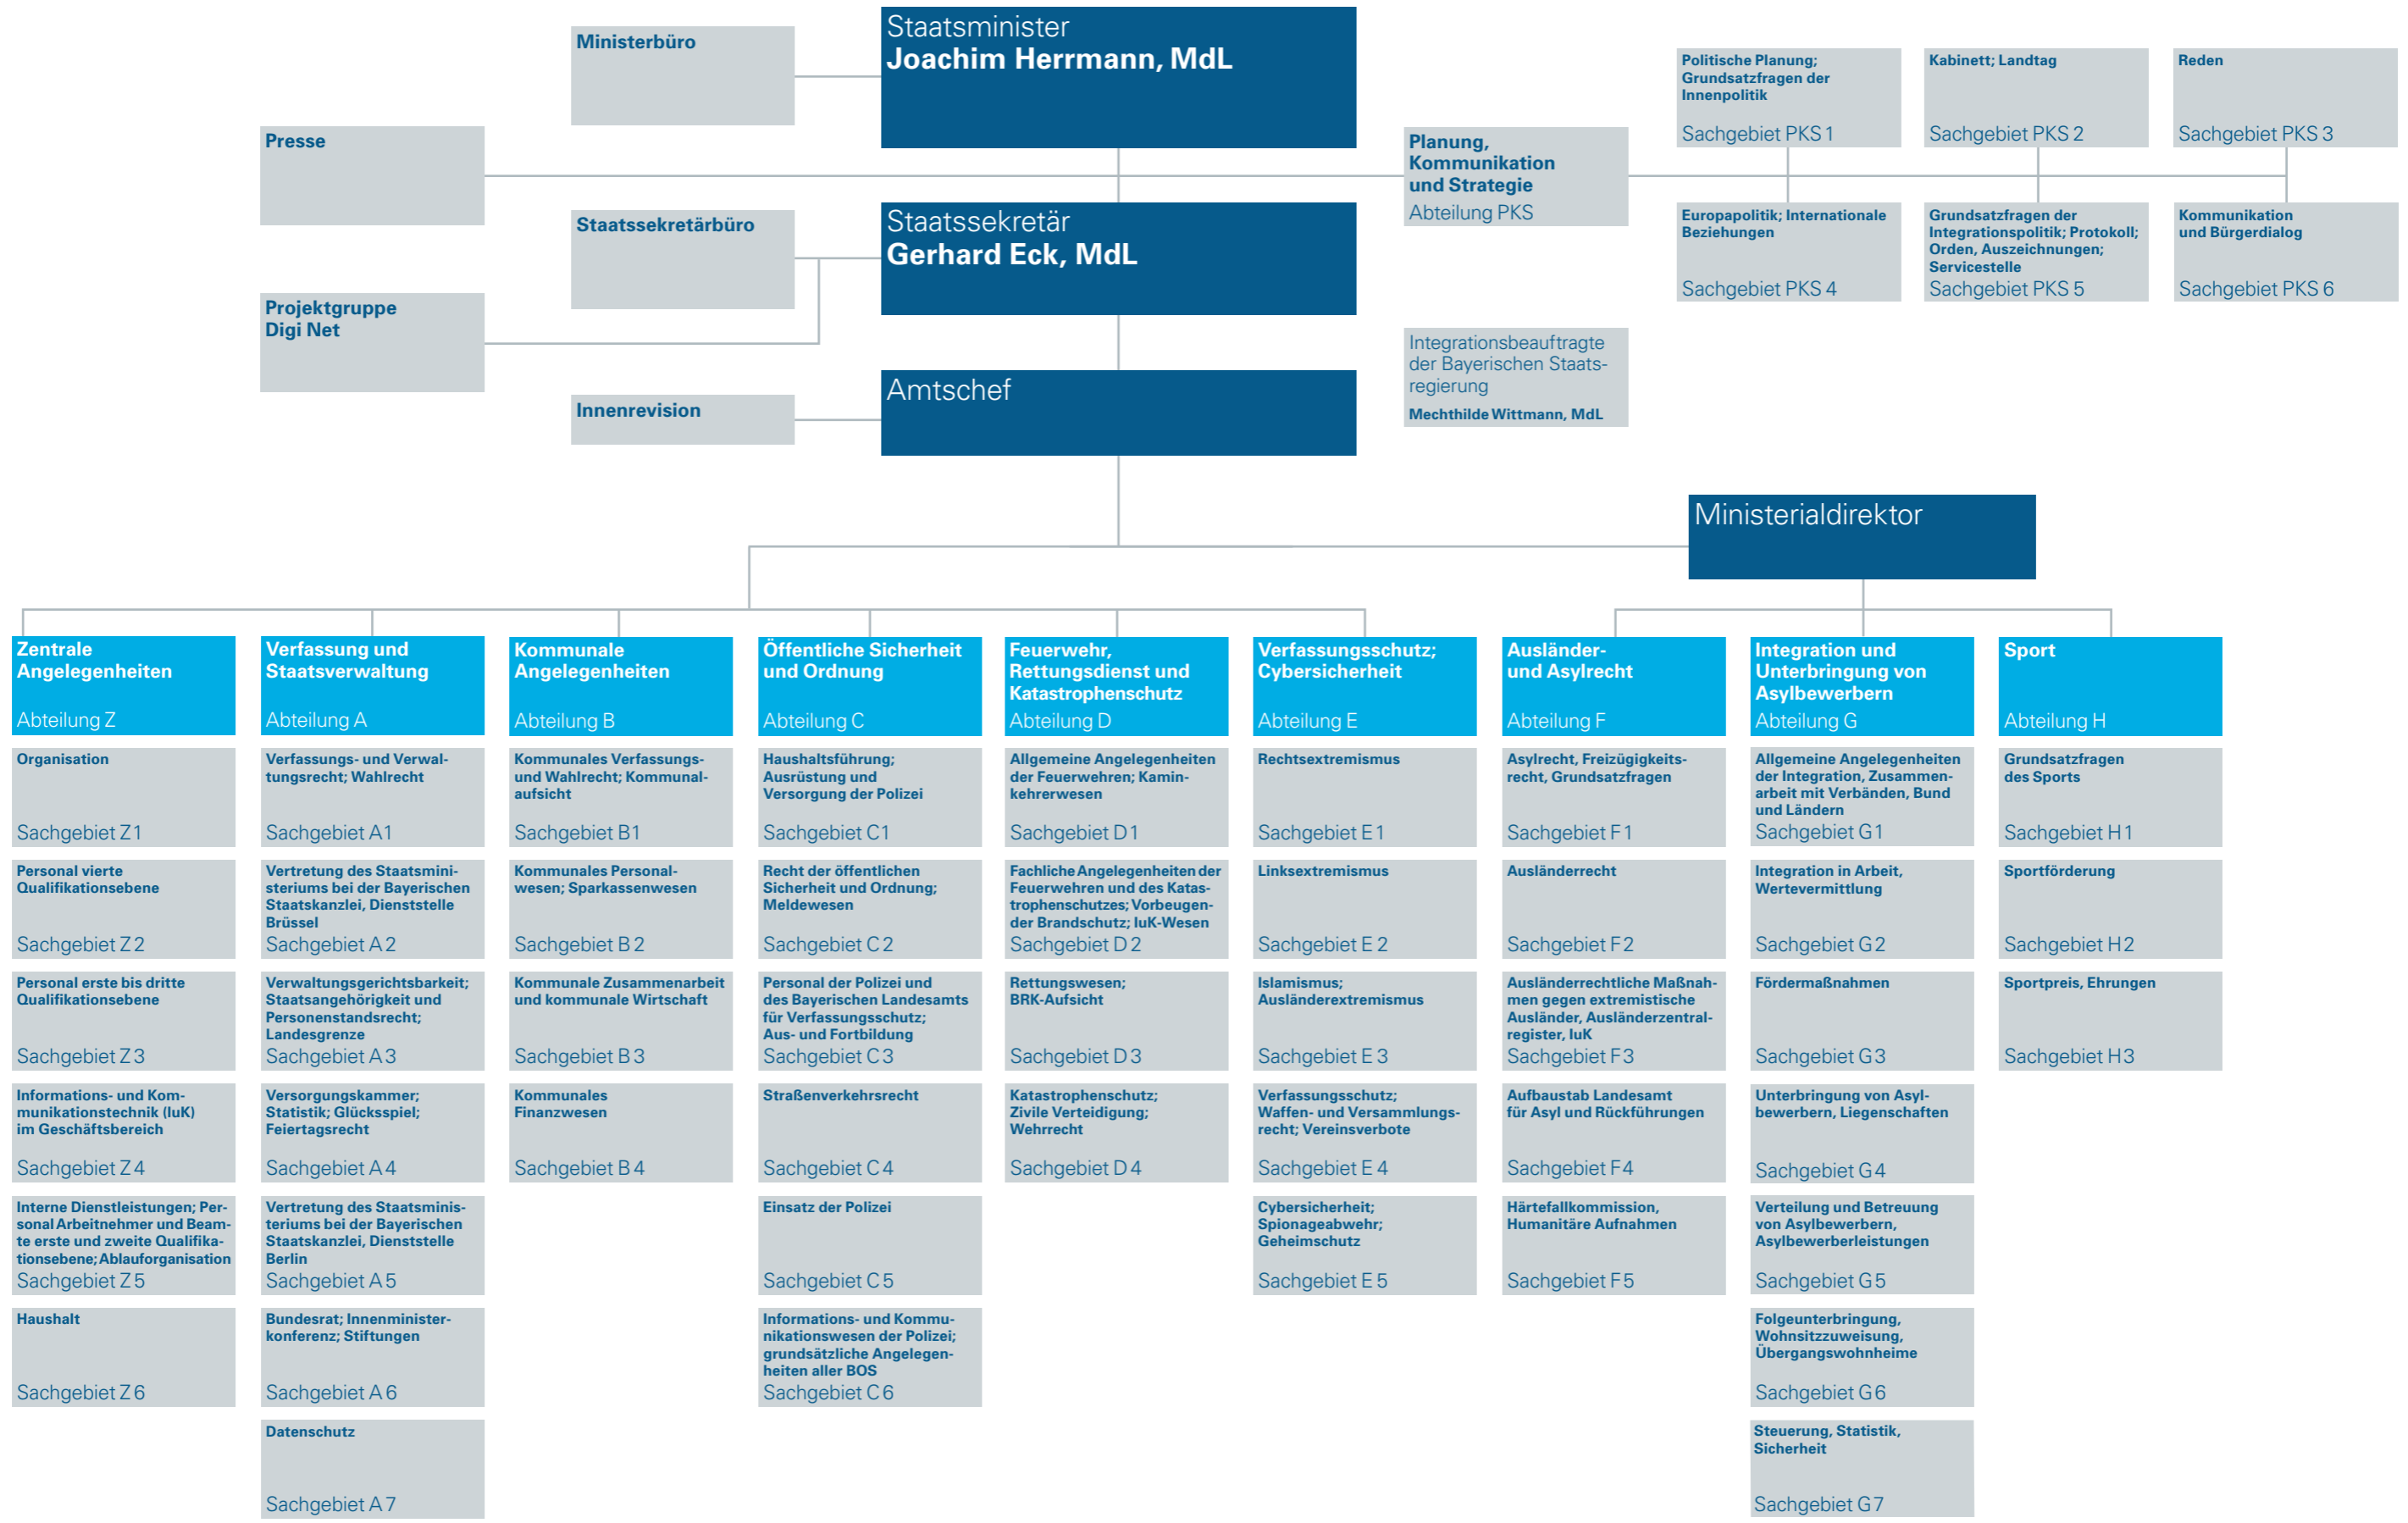 Ministerbüro
Staatsminister
Joachim Herrmann, MdL
Presse
Planung,
Kommunikation
und Strategie
Abteilung PKS
Politische Planung;
Grundsatzfragen der
Innenpolitik
Sachgebiet PKS 1
Kabinett; Landtag
Sachgebiet PKS 2
Reden
Sachgebiet PKS 3
Europapolitik; Internationale
Beziehungen
Sachgebiet PKS 4
Grundsatzfragen der
Integrationspolitik; Protokoll;
Orden, Auszeichnungen;
Servicestelle
Sachgebiet PKS 5
Kommunikation
und Bürgerdialog
Sachgebiet PKS 6
Staatssekretärbüro
Staatssekretär
Gerhard Eck, MdL
Projektgruppe
Digi Net
Integrationsbeauftragte
der Bayerischen Staats-
regierung
Mechthilde Wittmann, MdL
Innenrevision
Amtschef
Ministerialdirektor
Zentrale
Angelegenheiten
Abteilung Z
Organisation
Sachgebiet Z 1
Personal vierte
Qualifikationsebene
Sachgebiet Z 2
Personal erste bis dritte
Qualifikationsebene
Sachgebiet Z 3
Informations- und Kom-
munikationstechnik (IuK)
im Geschäftsbereich
Sachgebiet Z 4
Interne Dienstleistungen; Per-
sonal Arbeitnehmer und Beam-
te erste und zweite Qualifika-
tionsebene; Ablauforganisation
Sachgebiet Z 5
Haushalt
Sachgebiet Z 6
Verfassung und
Staatsverwaltung
Abteilung A
Verfassungs- und Verwal-
tungsrecht; Wahlrecht
Sachgebiet A 1
Vertretung des Staatsmini-
steriums bei der Bayerischen
Staatskanzlei, Dienststelle
Brüssel
Sachgebiet A 2
Verwaltungsgerichtsbarkeit;
Staatsangehörigkeit und
Personenstandsrecht;
Landesgrenze
Sachgebiet A 3
Versorgungskammer;
Statistik; Glücksspiel;
Feiertagsrecht
Sachgebiet A 4
Vertretung des Staatsminis-
teriums bei der Bayerischen
Staatskanzlei, Dienststelle
Berlin
Sachgebiet A 5
Bundesrat; Innenminister-
konferenz; Stiftungen
Sachgebiet A 6
Datenschutz
Sachgebiet A 7
Kommunale
Angelegenheiten
Abteilung B
Kommunales Verfassungs-
und Wahlrecht; Kommunal-
aufsicht
Sachgebiet B 1
Kommunales Personal-
wesen; Sparkassenwesen
Sachgebiet B 2
Kommunale Zusammenarbeit
und kommunale Wirtschaft
Sachgebiet B 3
Kommunales
Finanzwesen
Sachgebiet B 4
Öffentliche Sicherheit
und Ordnung
Abteilung C
Haushaltsführung;
Ausrüstung und
Versorgung der Polizei
Sachgebiet C 1
Recht der öffentlichen
Sicherheit und Ordnung;
Meldewesen
Sachgebiet C 2
Personal der Polizei und
des Bayerischen Landesamts
für Verfassungsschutz;
Aus- und Fortbildung
Sachgebiet C 3
Straßenverkehrsrecht
Sachgebiet C 4
Einsatz der Polizei
Sachgebiet C 5
Informations- und Kommu-
nikationswesen der Polizei;
grundsätzliche Angelegen-
heiten aller BOS
Sachgebiet C 6
Feuerwehr,
Rettungsdienst und
Katastrophenschutz
Abteilung D
Allgemeine Angelegenheiten
der Feuerwehren; Kamin-
kehrerwesen
Sachgebiet D 1
Fachliche Angelegenheiten der
Feuerwehren und des Katas-
trophenschutzes; Vorbeugen-
der Brandschutz; IuK-Wesen
Sachgebiet D 2
Rettungswesen;
BRK-Aufsicht
Sachgebiet D 3
Katastrophenschutz;
Zivile Verteidigung;
Wehrrecht
Sachgebiet D 4
Verfassungsschutz;
Cybersicherheit
Abteilung E
Rechtsextremismus
Sachgebiet E 1
Linksextremismus
Sachgebiet E 2
Islamismus;
Ausländerextremismus
Sachgebiet E 3
Verfassungsschutz;
Waffen- und Versammlungs-
recht; Vereinsverbote
Sachgebiet E 4
Cybersicherheit;
Spionageabwehr;
Geheimschutz
Sachgebiet E 5
Ausländer-
und Asylrecht
Abteilung F
Asylrecht, Freizügigkeits-
recht, Grundsatzfragen
Sachgebiet F 1
Ausländerrecht
Sachgebiet F 2
Ausländerrechtliche Maßnah-
men gegen extremistische
Ausländer, Ausländerzentral-
register, IuK
Sachgebiet F 3
Aufbaustab Landesamt
für Asyl und Rückführungen
Sachgebiet F 4
Härtefallkommission,
Humanitäre Aufnahmen
Sachgebiet F 5
Integration und
Unterbringung von
Asylbewerbern
Abteilung G
Allgemeine Angelegenheiten
der Integration, Zusammen-
arbeit mit Verbänden, Bund
und Ländern
Sachgebiet G 1
Integration in Arbeit,
Wertevermittlung
Sachgebiet G 2
Fördermaßnahmen
Sachgebiet G 3
Unterbringung von Asyl-
bewerbern, Liegenschaften
Sachgebiet G 4
Verteilung und Betreuung
von Asylbewerbern,
Asylbewerberleistungen
Sachgebiet G 5
Folgeunterbringung,
Wohnsitzzuweisung,
Übergangswohnheime
Sachgebiet G 6
Steuerung, Statistik,
Sicherheit
Sachgebiet G 7
Sport
Abteilung H
Grundsatzfragen
des Sports
Sachgebiet H 1
Sportförderung
Sachgebiet H 2
Sportpreis, Ehrungen
Sachgebiet H 3